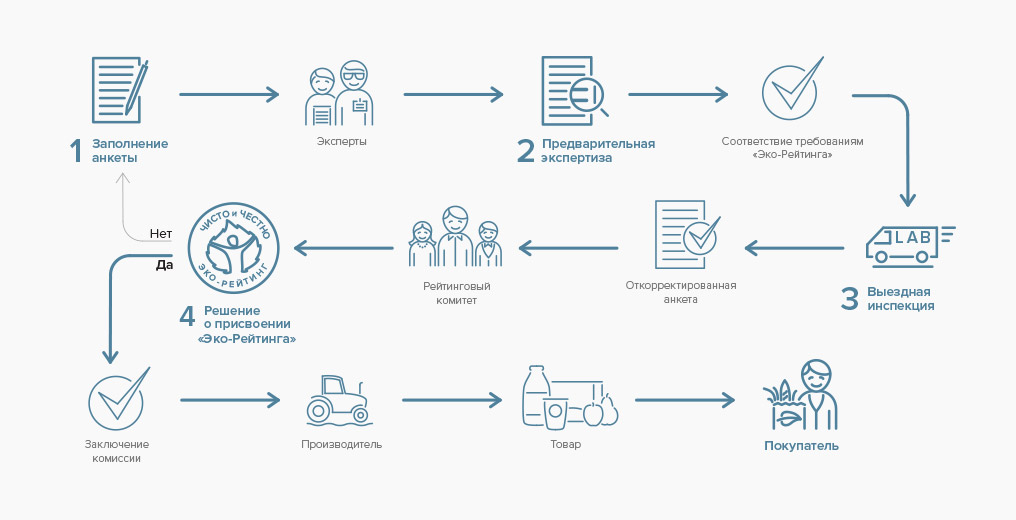 1 Заполнение
анкеты
Эксперты
2 Предварительная
экспертиза
Соответствие требованиям
«Эко-Рейтинга»
Нет
Да
ЧИСТО и ЧЕСТНО
ЭКО-РЕЙТИНГ
4 Решение
о присвоении
«Эко-Рейтинга»
Рейтинговый
комитет
Откорректированная
анкета
LAB
3 Выездная
инспекция
Заключение
комиссии
Производитель
Товар
Покупатель